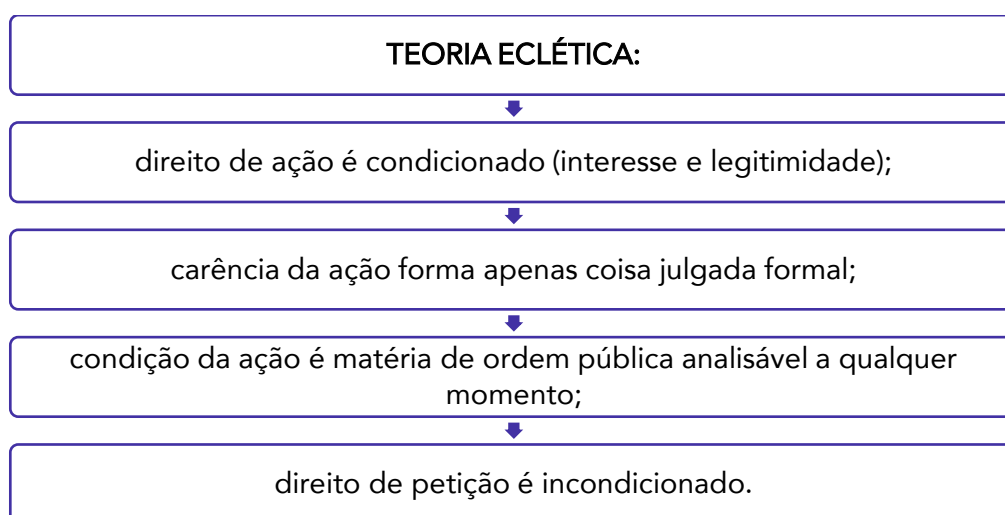 TEORIA ECLÉTICA:
direito de ação é condicionado (interesse e legitimidade);
carência da ação forma apenas coisa julgada formal;
condição da ação é matéria de ordem pública analisável a qualquer
momento;
direito de petição é incondicionado.